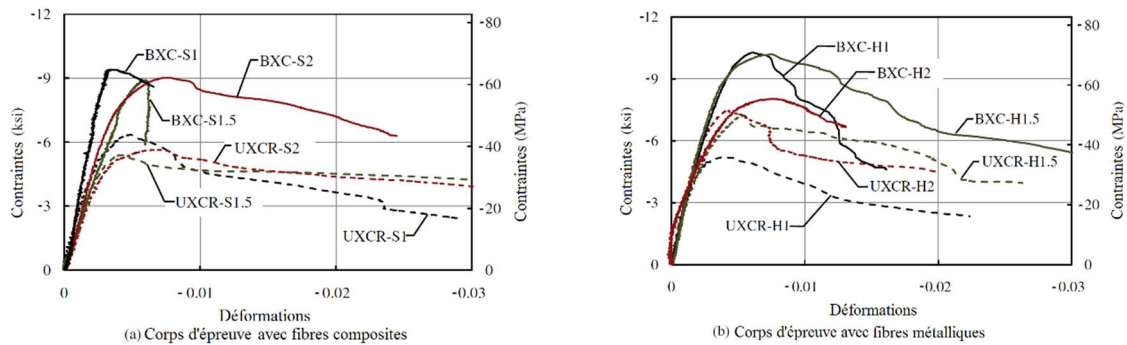 -12
-9
-6
-3
0
Contraintes (ksi)
-80
-60
-40
-20
0
Contraintes (MPa)
BXC-S1
BXC-S2
BXC-S1.5
UXCR-S2
UXCR-S1.5
UXCR-S1
0 -0.01 -0.02 -0.03
Déformations
(a) Corps d'épreuve avec fibres composites
-12
-9
-6
-3
0
Contraintes (ksi)
-80
-60
-40
-20
0
Contraintes (MPa)
BXC-H1
BXC-H2
BXC-H1.5
UXCR-H1.5
UXCR-H2
UXCR-H1
0 -0.01 -0.02 -0.03
Déformations
(b) Corps d'épreuve avec fibres métalliques